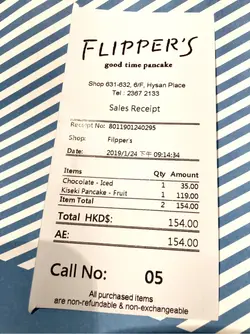 FLIPPER'S
good time pancake
Shop 631-632, 6/F, Hysan Place
Tel : 2367 2133
Sales Receipt
Receipt No: 8011901240295
Shop: Flippers
Date: 2019/1/24 下午 09:14:34
Items Qty Amount
Chocolate - Iced 1 35.00
Kiseki Pancake - Fruit 1 119.00
Item Total 2 154.00
Total HKD$: 154.00
AE: 154.00
Call No: 05
All purchased items
are non-refundable & non-exchangeable